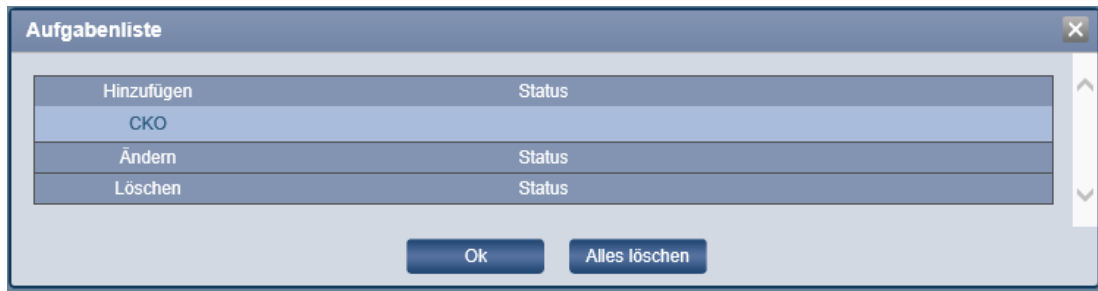 Aufgabenliste
Hinzufügen Status
CKO
Ändern Status
Löschen Status
Ok Alles löschen